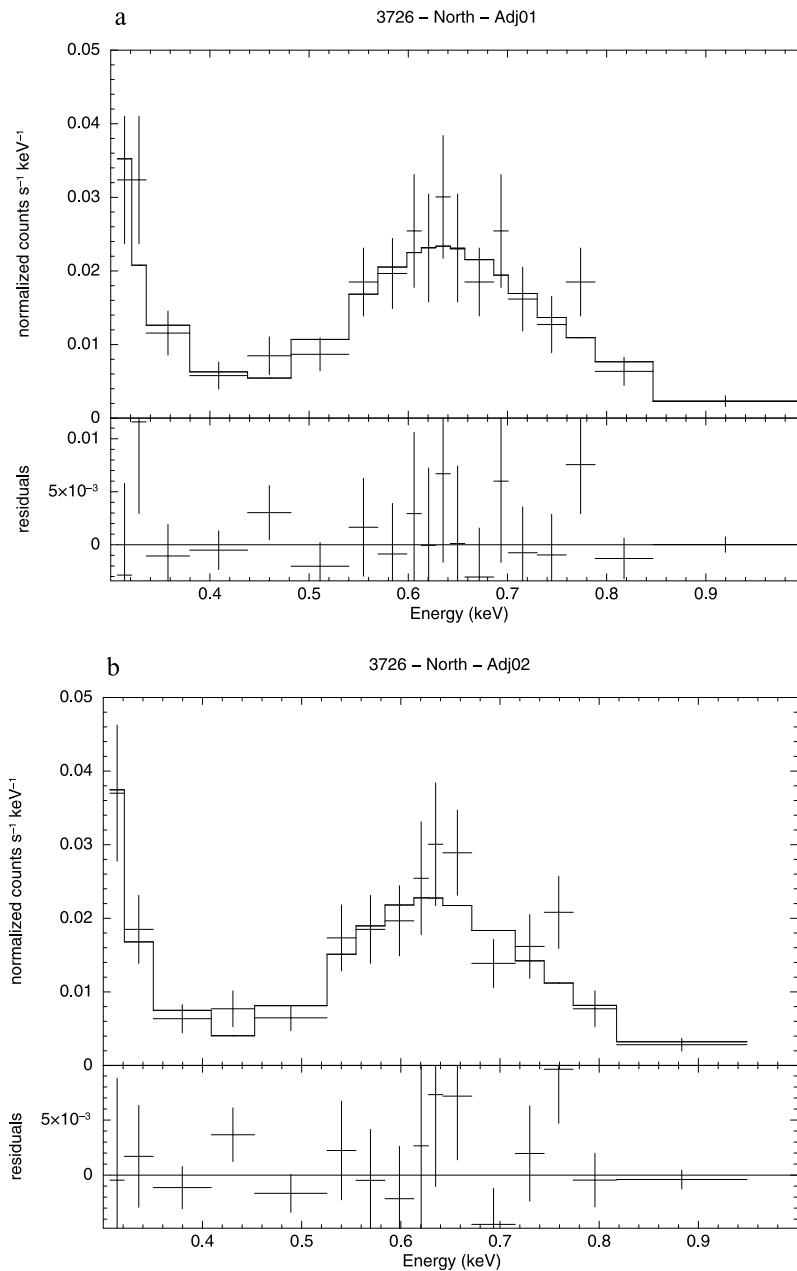 a
3726 – North – Adj01
0.05
0.04
0.03
0.02
0.01
0
normalized counts s⁻¹ keV⁻¹
0.01
5×10⁻³
0
residuals
0.4 0.5 0.6 0.7 0.8 0.9
Energy (keV)
b
3726 – North – Adj02
0.05
0.04
0.03
0.02
0.01
0
normalized counts s⁻¹ keV⁻¹
5×10⁻³
0
residuals
0.4 0.5 0.6 0.7 0.8 0.9
Energy (keV)